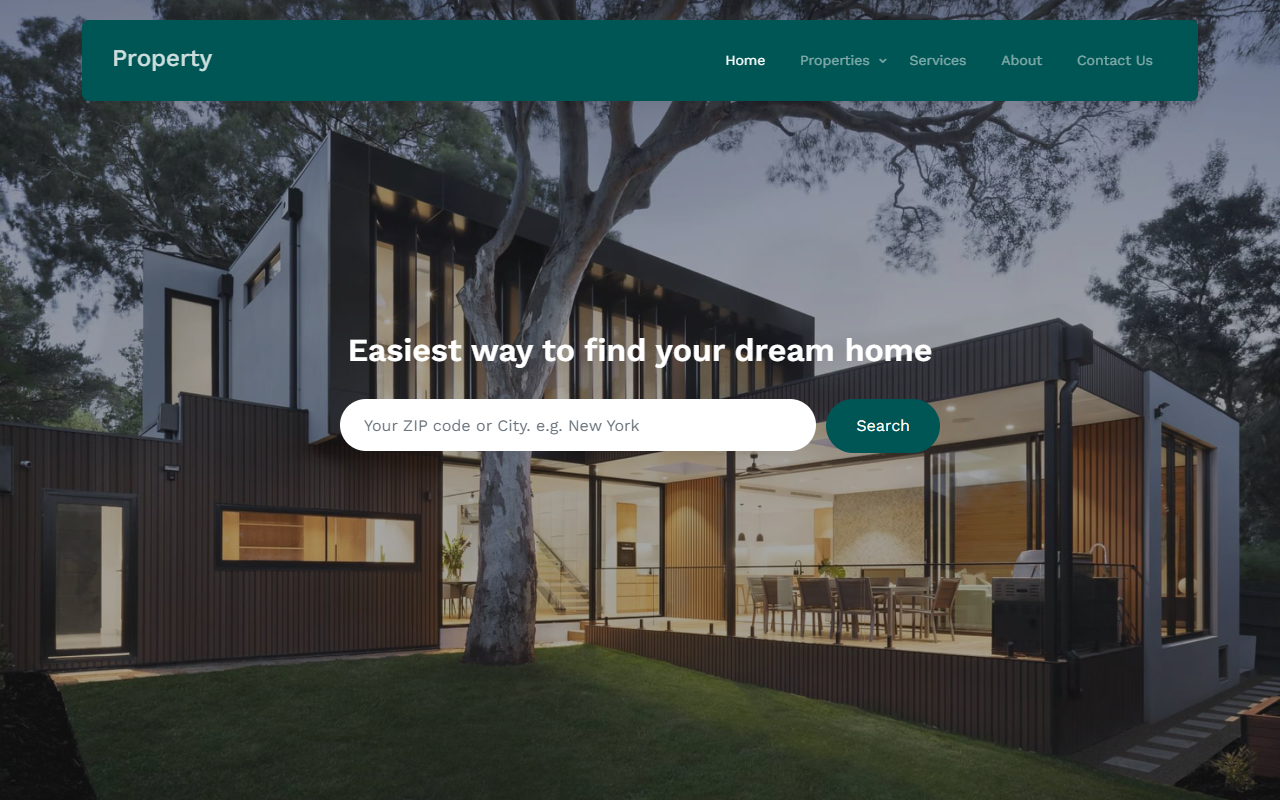 Property
Home Properties Services About Contact Us
Easiest way to find your dream home
Your ZIP code or City. e.g. New York
Search